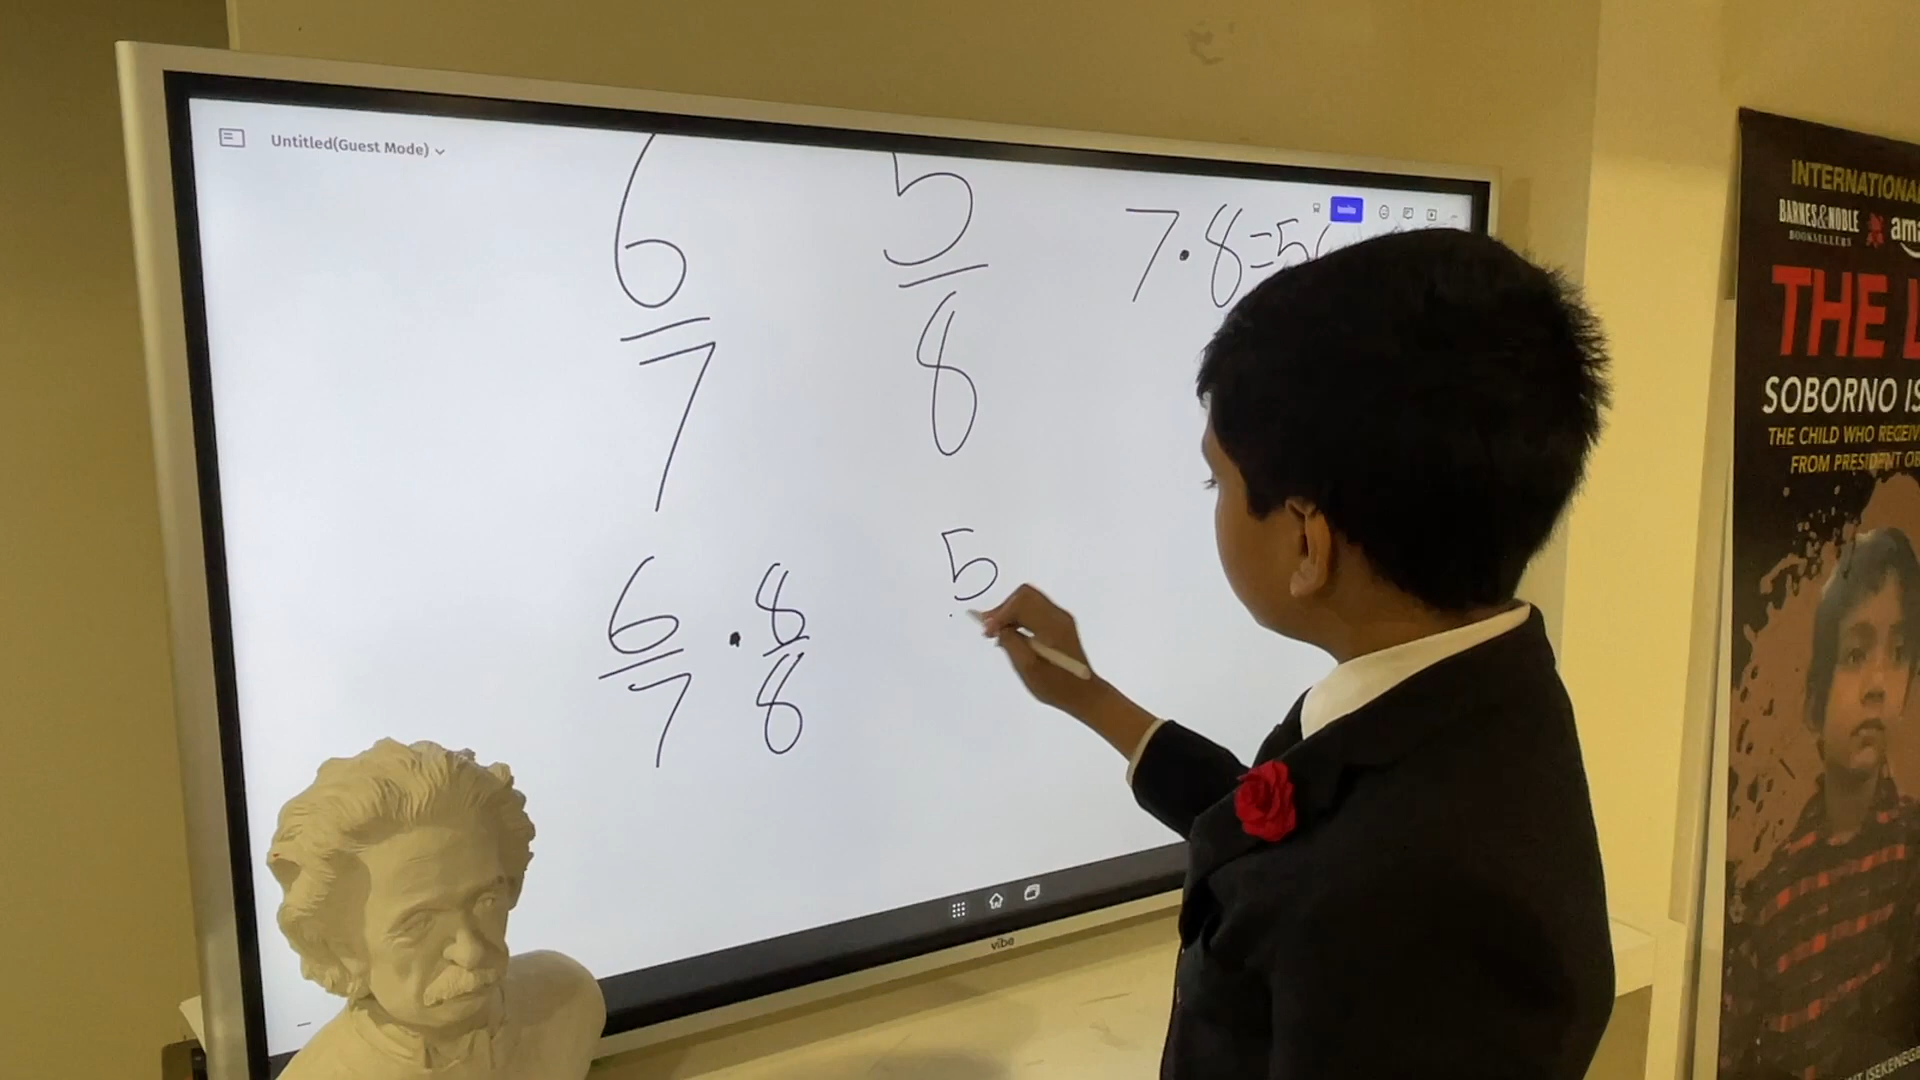 Untitled(Guest Mode)
6 5
7 · 8 = 5
7 8
6 · 8 5
7 8
vibe
INTERNATIONA
BARNES & NOBLE
BOOKSELLERS
ama
THE L
SOBORNO IS
THE CHILD WHO RECEIV
FROM PRESIDENT OB